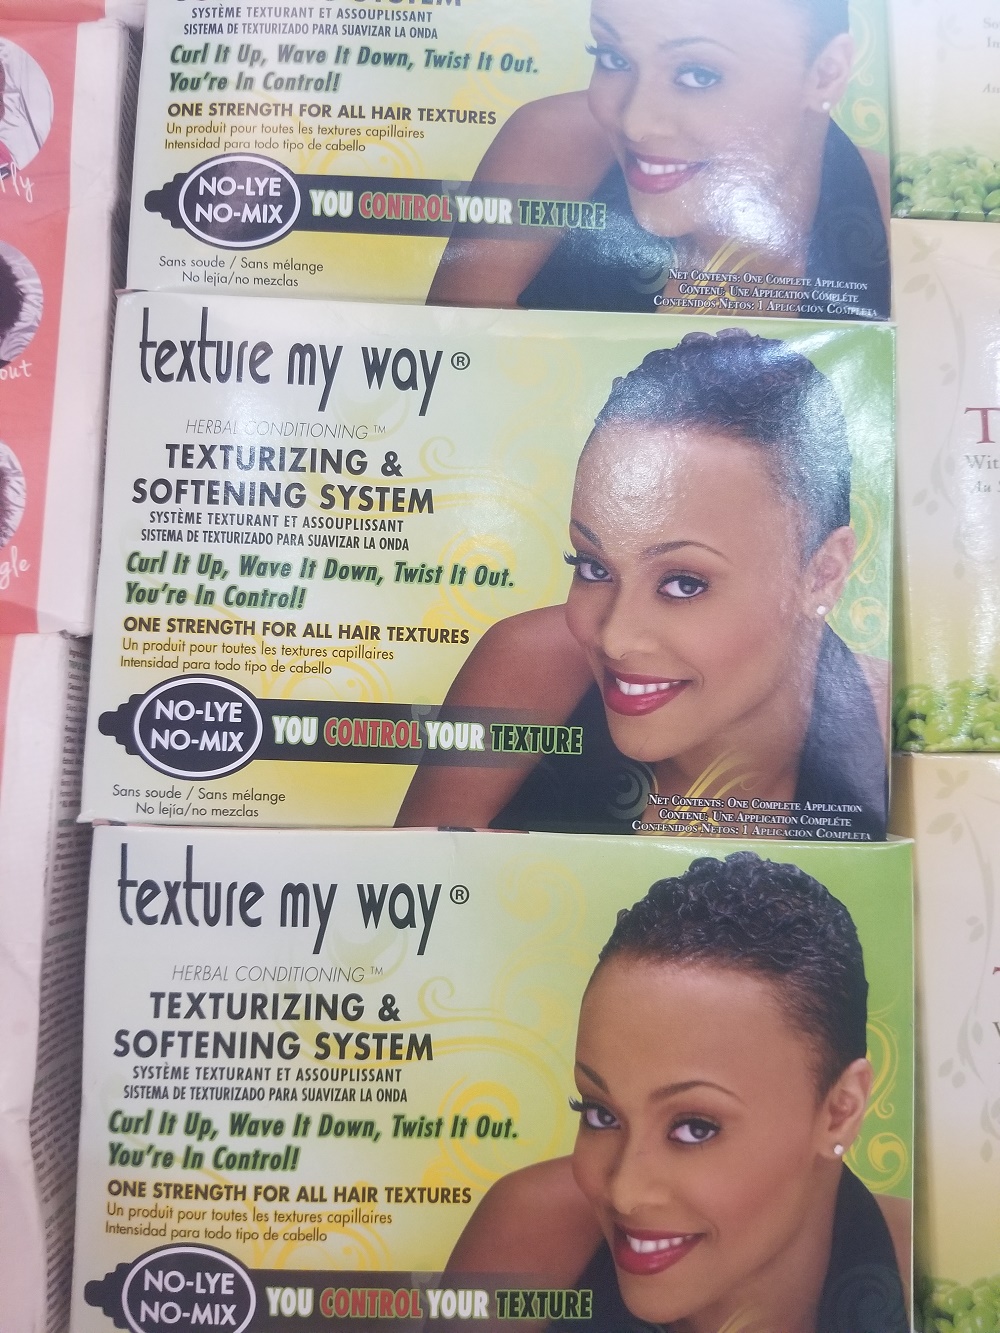 SYSTÈME TEXTURANT ET ASSOUPLISSANT
SISTEMA DE TEXTURIZADO PARA SUAVIZAR LA ONDA
Curl It Up, Wave It Down, Twist It Out.
You're In Control!
ONE STRENGTH FOR ALL HAIR TEXTURES
Un produit pour toutes les textures capillaires
Intensidad para todo tipo de cabello
NO-LYE
NO-MIX
YOU CONTROL YOUR TEXTURE
Sans soude / Sans mélange
No lejía/no mezclas
NET CONTENTS: ONE COMPLETE APPLICATION
CONTENU: UNE APPLICATION COMPLÉTE
CONTENIDOS NETOS: 1 APLICACION COMPLETA
texture my way®
HERBAL CONDITIONING™
TEXTURIZING &
SOFTENING SYSTEM
SYSTÈME TEXTURANT ET ASSOUPLISSANT
SISTEMA DE TEXTURIZADO PARA SUAVIZAR LA ONDA
Curl It Up, Wave It Down, Twist It Out.
You're In Control!
ONE STRENGTH FOR ALL HAIR TEXTURES
Un produit pour toutes les textures capillaires
Intensidad para todo tipo de cabello
NO-LYE
NO-MIX
YOU CONTROL YOUR TEXTURE
Sans soude / Sans mélange
No lejía/no mezclas
NET CONTENTS: ONE COMPLETE APPLICATION
CONTENU: UNE APPLICATION COMPLÉTE
CONTENIDOS NETOS: 1 APLICACION COMPLETA
texture my way®
HERBAL CONDITIONING™
TEXTURIZING &
SOFTENING SYSTEM
SYSTÈME TEXTURANT ET ASSOUPLISSANT
SISTEMA DE TEXTURIZADO PARA SUAVIZAR LA ONDA
Curl It Up, Wave It Down, Twist It Out.
You're In Control!
ONE STRENGTH FOR ALL HAIR TEXTURES
Un produit pour toutes les textures capillaires
Intensidad para todo tipo de cabello
NO-LYE
NO-MIX
YOU CONTROL YOUR TEXTURE